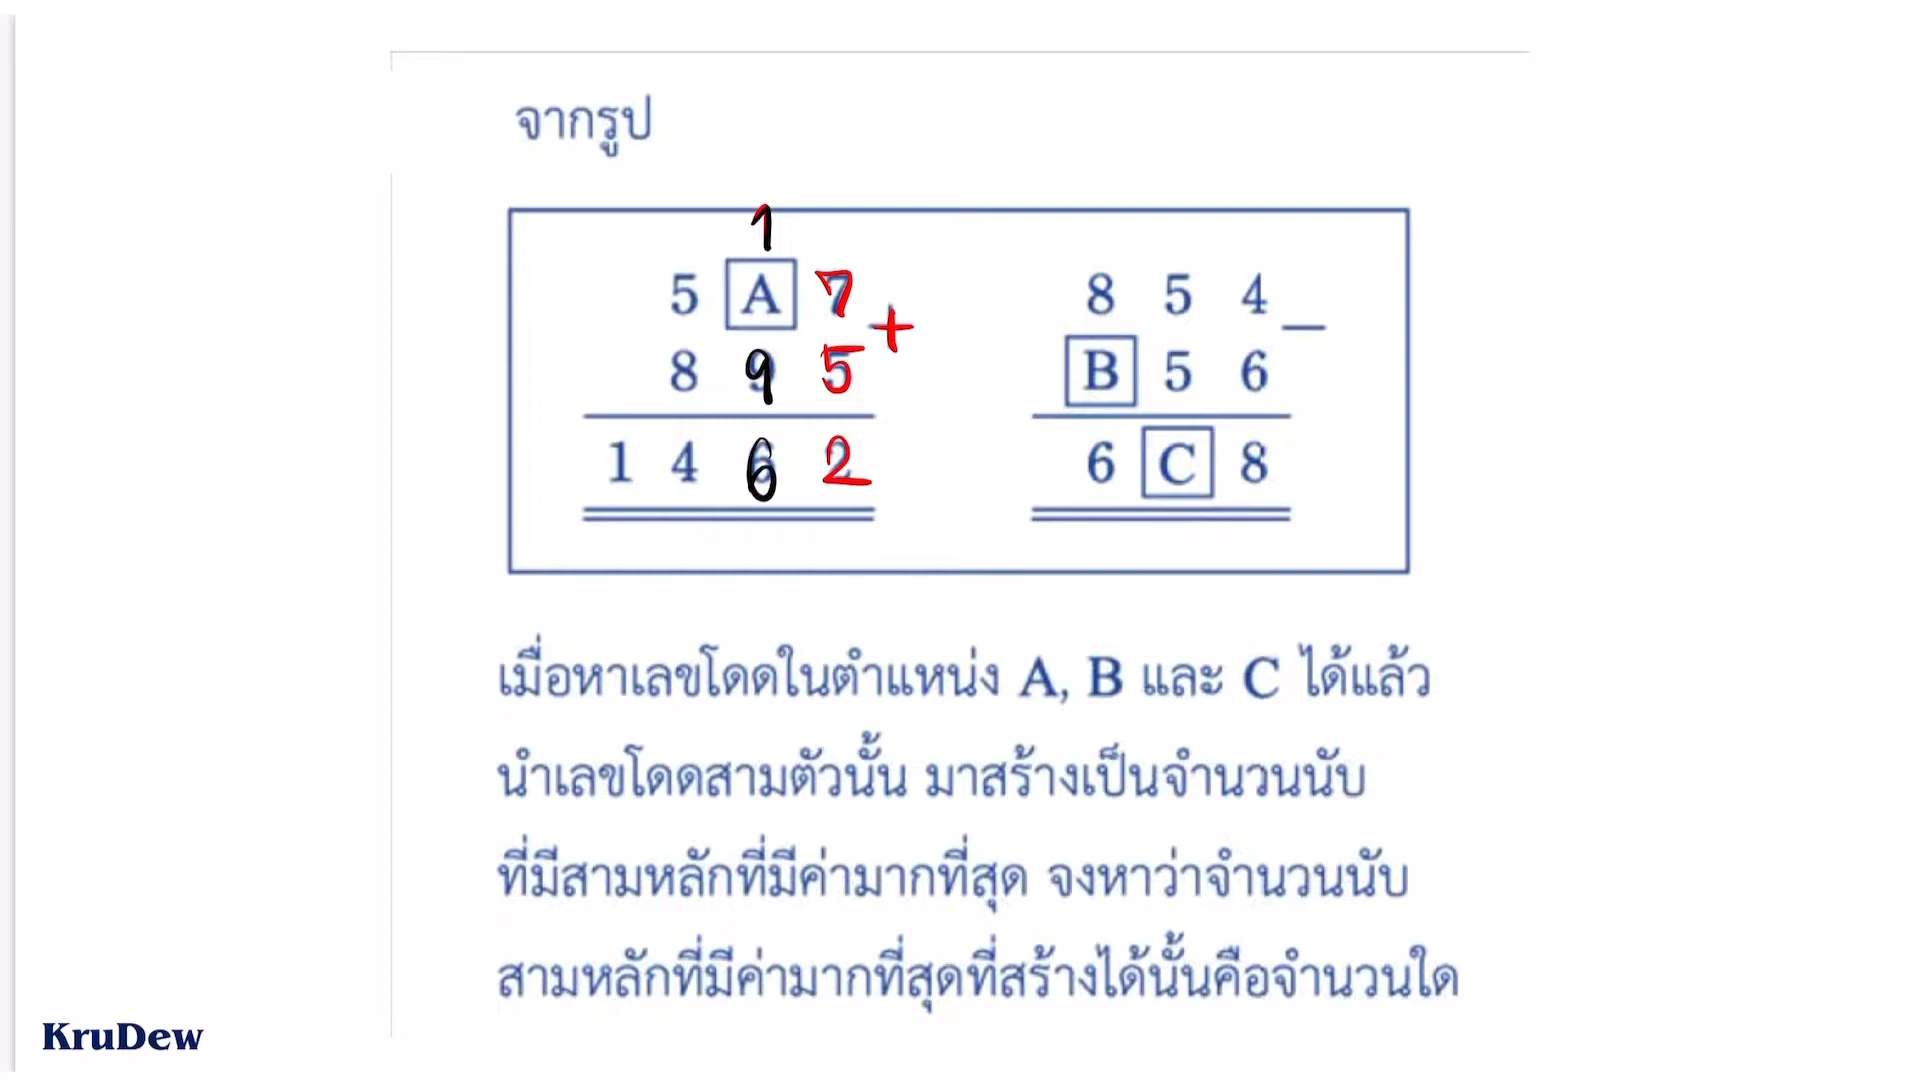 จากรูป
1
5 A 7 +
8 9 5
1 4 6 2
8 5 4 –
B 5 6
6 C 8
เมื่อหาเลขโดดในตำแหน่ง A, B และ C ได้แล้ว
นำเลขโดดสามตัวนั้น มาสร้างเป็นจำนวนนับ
ที่มีสามหลักที่มีค่ามากที่สุด จงหาว่าจำนวนนับ
สามหลักที่มีค่ามากที่สุดที่สร้างได้นั้นคือจำนวนใด
KruDew